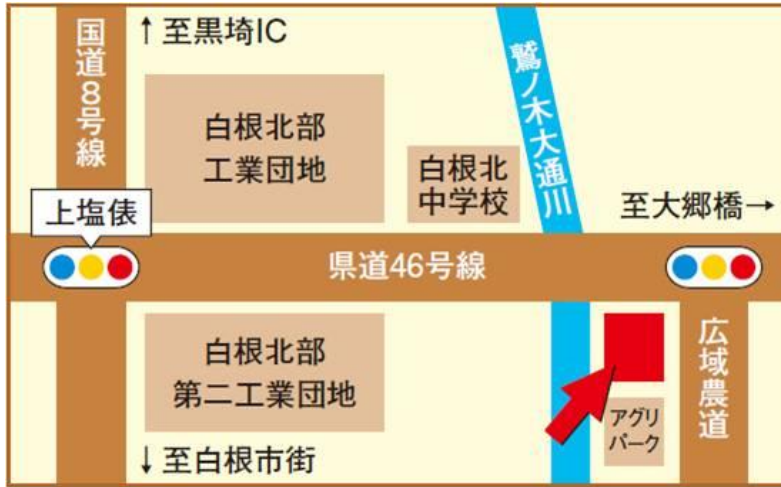 国道8号線
↑至黒埼IC
鷲ノ木大通川
白根北部
工業団地
白根北
中学校
至大郷橋→
上塩俵
県道46号線
白根北部
第二工業団地
広域農道
アグリ
パーク
↓至白根市街